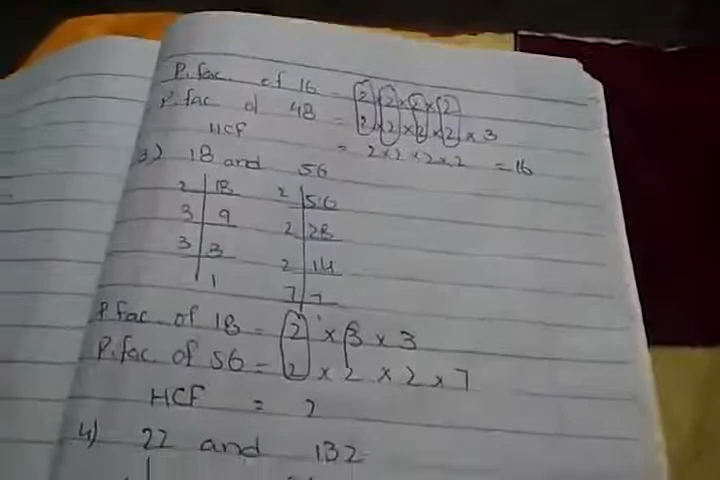 P. fac. of 16 = 2 x 2 x 2 x 2
P. fac of 48 = 2 x 2 x 2 x 2 x 3
HCF = 2 x 2 x 2 x 2 = 16
3) 18 and 56
2 | 18 2 | 56
3 | 9 2 | 28
3 | 3 2 | 14
1 7 | 7
P. fac. of 18 = 2 x 3 x 3
P. fac. of 56 = 2 x 2 x 2 x 7
HCF = 2
4) 22 and 132